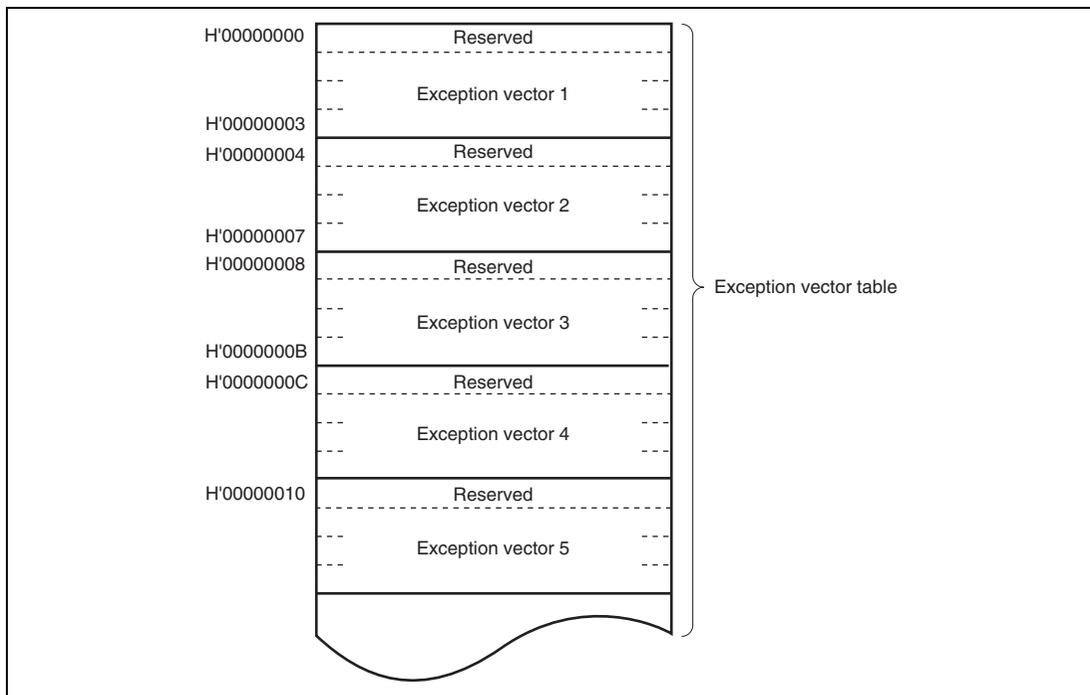 H'00000000
Reserved
Exception vector 1
H'00000003
H'00000004
Reserved
Exception vector 2
H'00000007
H'00000008
Reserved
Exception vector 3
H'0000000B
H'0000000C
Reserved
Exception vector 4
H'00000010
Reserved
Exception vector 5
Exception vector table